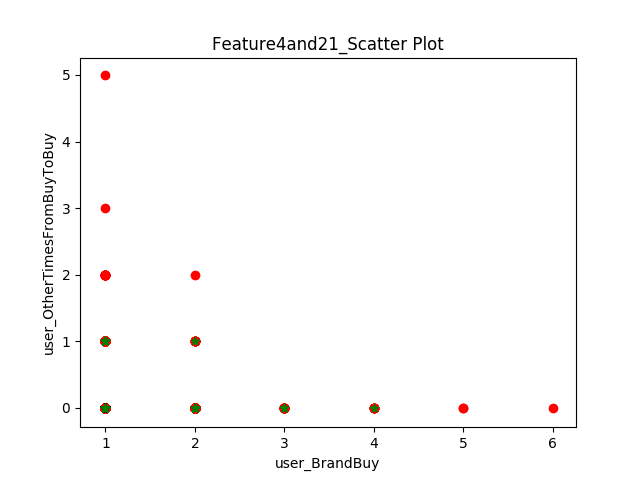 Feature4and21_Scatter Plot
user_OtherTimesFromBuyToBuy
5
4
3
2
1
0
1 2 3 4 5 6
user_BrandBuy